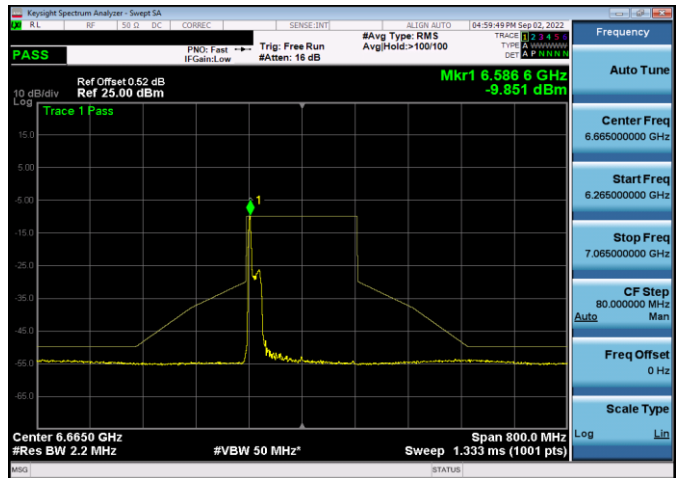 Keysight Spectrum Analyzer - Swept SA
RL RF 50 Ω DC CORREC SENSE:INT ALIGN AUTO 04:59:49 PM Sep 02, 2022
PASS
PNO: Fast
IFGain:Low
Trig: Free Run
#Atten: 16 dB
#Avg Type: RMS
Avg|Hold:>100/100
TRACE 1 2 3 4 5 6
TYPE A WWWWW
DET A P N N N N
Ref Offset 0.52 dB
10 dB/div Ref 25.00 dBm
Log
Mkr1 6.586 6 GHz
-9.851 dBm
Trace 1 Pass
15.0
5.00
-5.00
1
-15.0
-25.0
-35.0
-45.0
-55.0
-65.0
Center 6.6650 GHz Span 800.0 MHz
#Res BW 2.2 MHz #VBW 50 MHz* Sweep 1.333 ms (1001 pts)
MSG STATUS
Frequency
Auto Tune
Center Freq
6.665000000 GHz
Start Freq
6.265000000 GHz
Stop Freq
7.065000000 GHz
CF Step
80.000000 MHz
Auto Man
Freq Offset
0 Hz
Scale Type
Log Lin